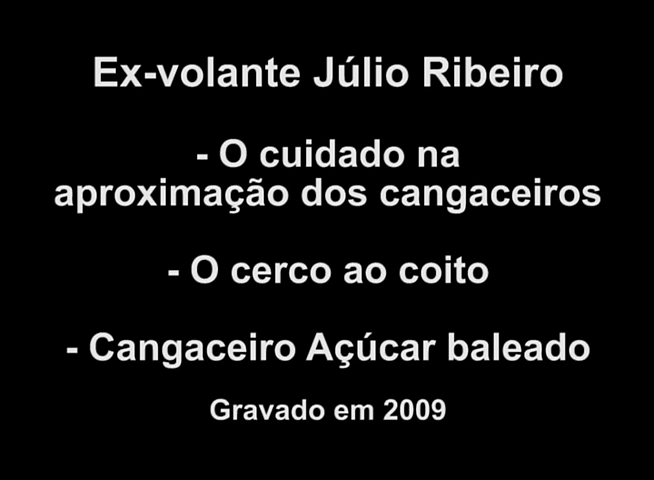 Ex-volante Júlio Ribeiro
- O cuidado na
aproximação dos cangaceiros
- O cerco ao coito
- Cangaceiro Açúcar baleado
Gravado em 2009